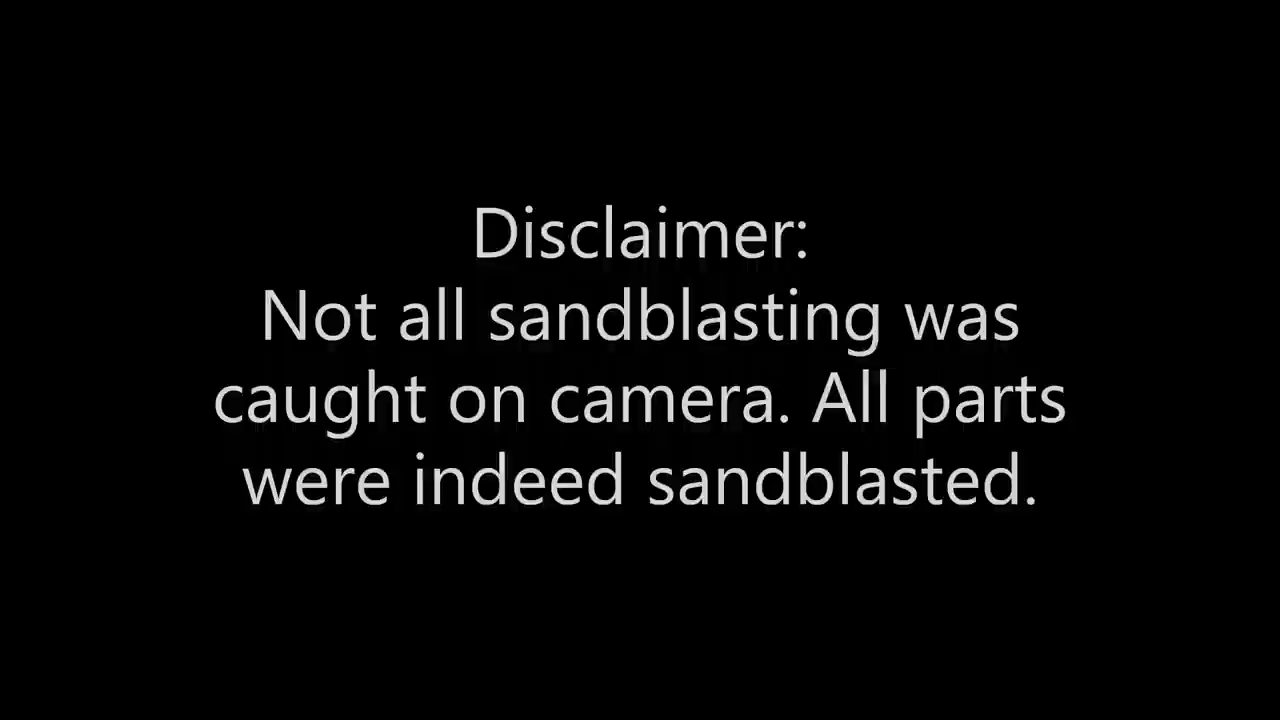 Disclaimer:
Not all sandblasting was
caught on camera. All parts
were indeed sandblasted.